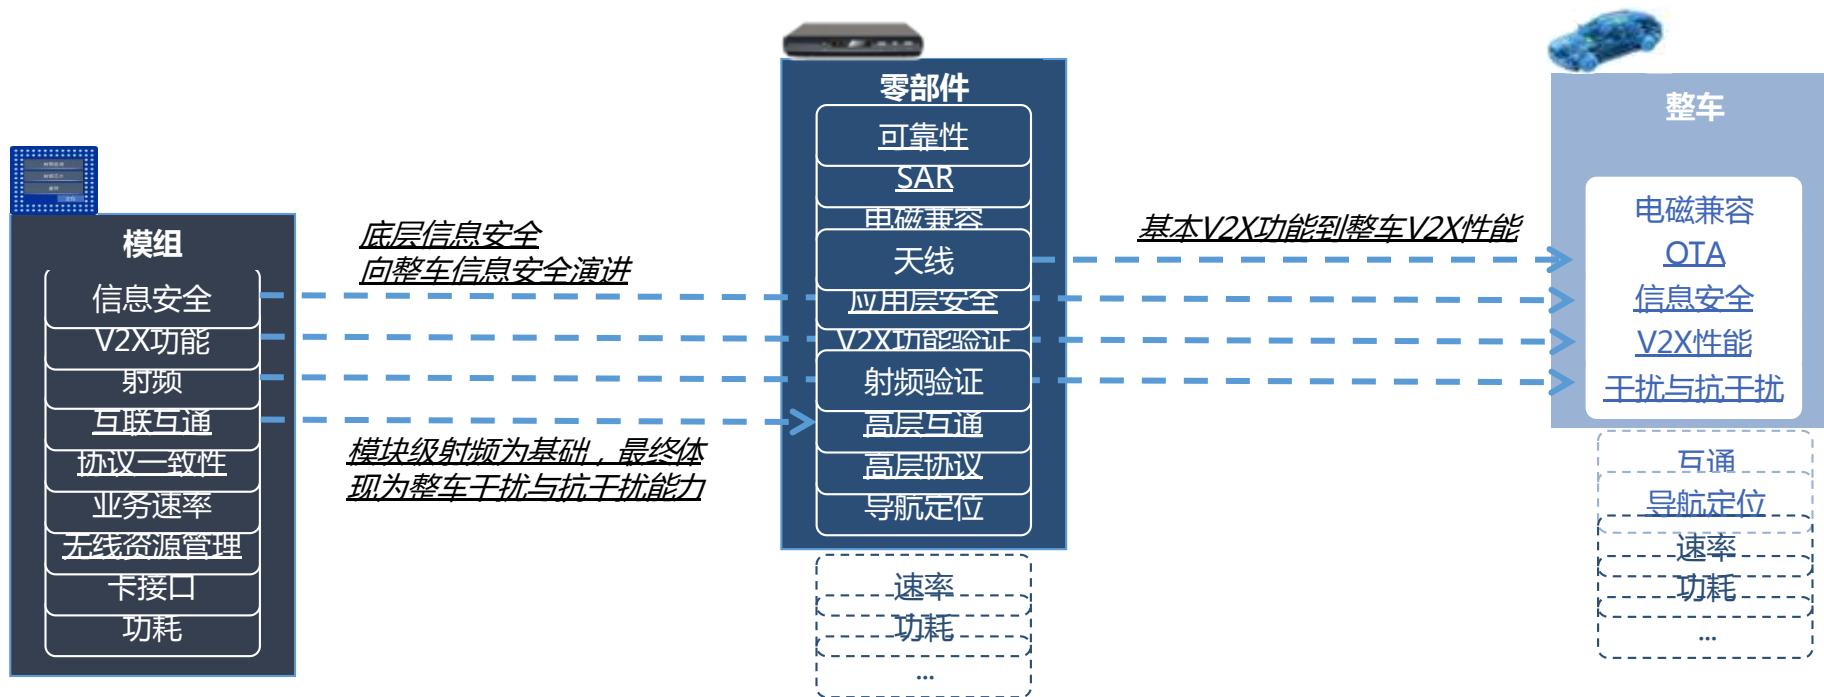 模组
信息安全
V2X功能
射频
互联互通
协议一致性
业务速率
无线资源管理
卡接口
功耗
底层信息安全
向整车信息安全演进
模块级射频为基础，最终体
现为整车干扰与抗干扰能力
零部件
可靠性
SAR
电磁兼容
天线
应用层安全
V2X功能验证
射频验证
高层互通
高层协议
导航定位
速率
功耗
...
基本V2X功能到整车V2X性能
整车
电磁兼容
OTA
信息安全
V2X性能
干扰与抗干扰
互通
导航定位
速率
功耗
...